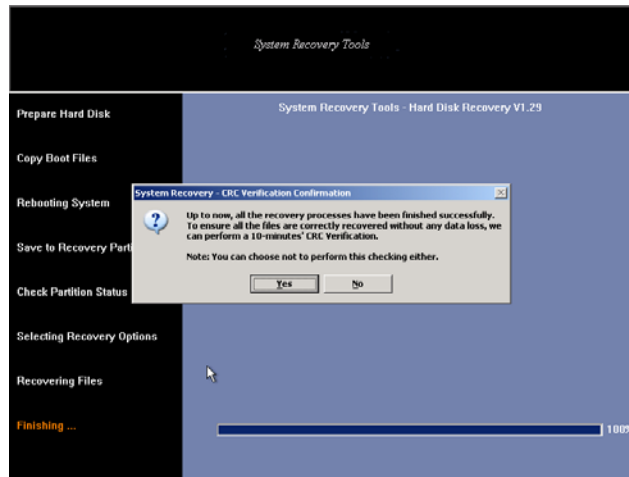 System Recovery Tools
System Recovery Tools - Hard Disk Recovery V1.29
Prepare Hard Disk
Copy Boot Files
Rebooting System
Save to Recovery Parti
Check Partition Status
Selecting Recovery Options
Recovering Files
Finishing ...
System Recovery - CRC Verification Confirmation
Up to now, all the recovery processes have been finished successfully.
To ensure all the files are correctly recovered without any data loss, we
can perform a 10-minutes' CRC Verification.
Note: You can choose not to perform this checking either.
Yes
No
100%